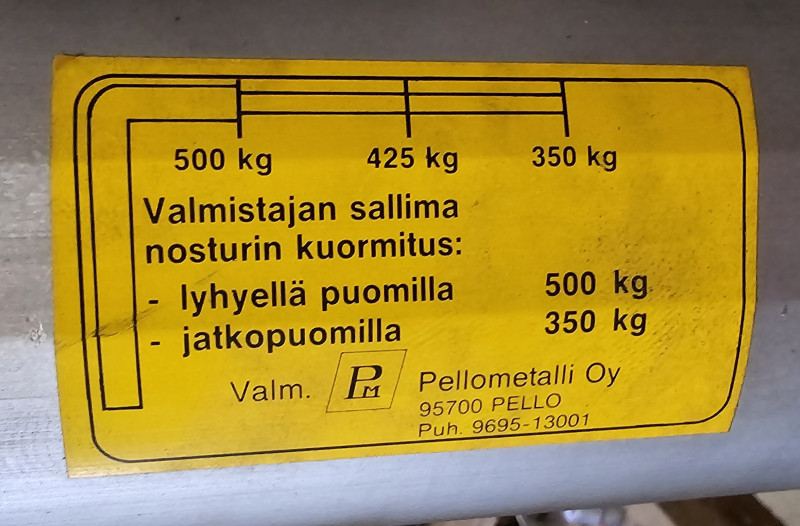 500 kg 425 kg 350 kg
Valmistajan sallima
nosturin kuormitus:
- lyhyellä puomilla 500 kg
- jatkopuomilla 350 kg
Valm. PM Pellometalli Oy
95700 PELLO
Puh. 9695-13001